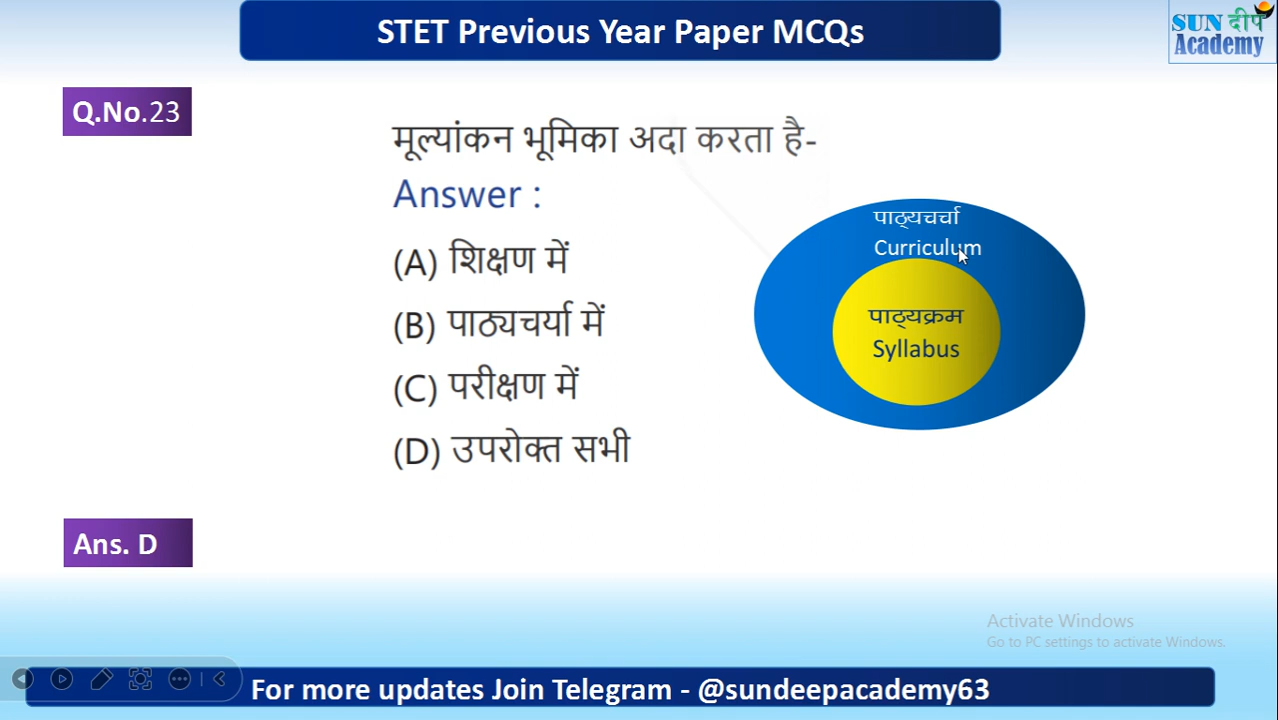 STET Previous Year Paper MCQs
SUN दीप
Academy
Q.No.23
मूल्यांकन भूमिका अदा करता है-
Answer :
(A) शिक्षण में
(B) पाठ्यचर्या में
(C) परीक्षण में
(D) उपरोक्त सभी
पाठ्यचर्चा
Curriculum
पाठ्यक्रम
Syllabus
Ans. D
Activate Windows
Go to PC settings to activate Windows.
For more updates Join Telegram - @sundeepacademy63